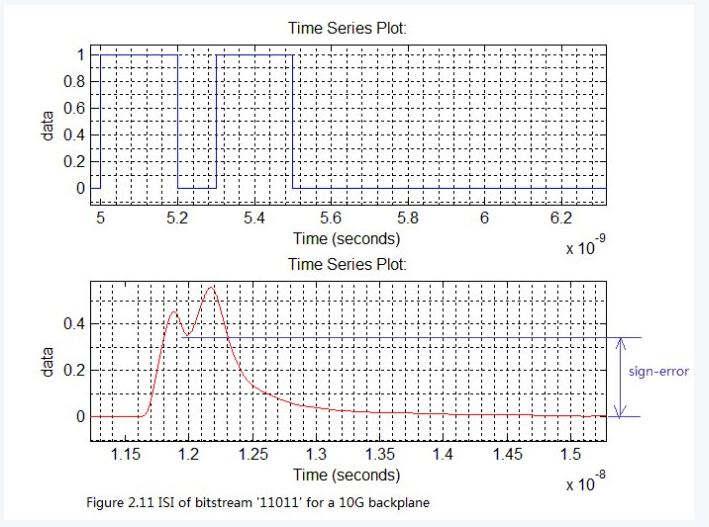 Time Series Plot:
data
1
0.8
0.6
0.4
0.2
0
5 5.2 5.4 5.6 5.8 6 6.2
Time (seconds)
x 10-9
Time Series Plot:
data
0.4
0.2
0
sign-error
1.15 1.2 1.25 1.3 1.35 1.4 1.45 1.5
Time (seconds)
x 10-8
Figure 2.11 ISI of bitstream '11011' for a 10G backplane